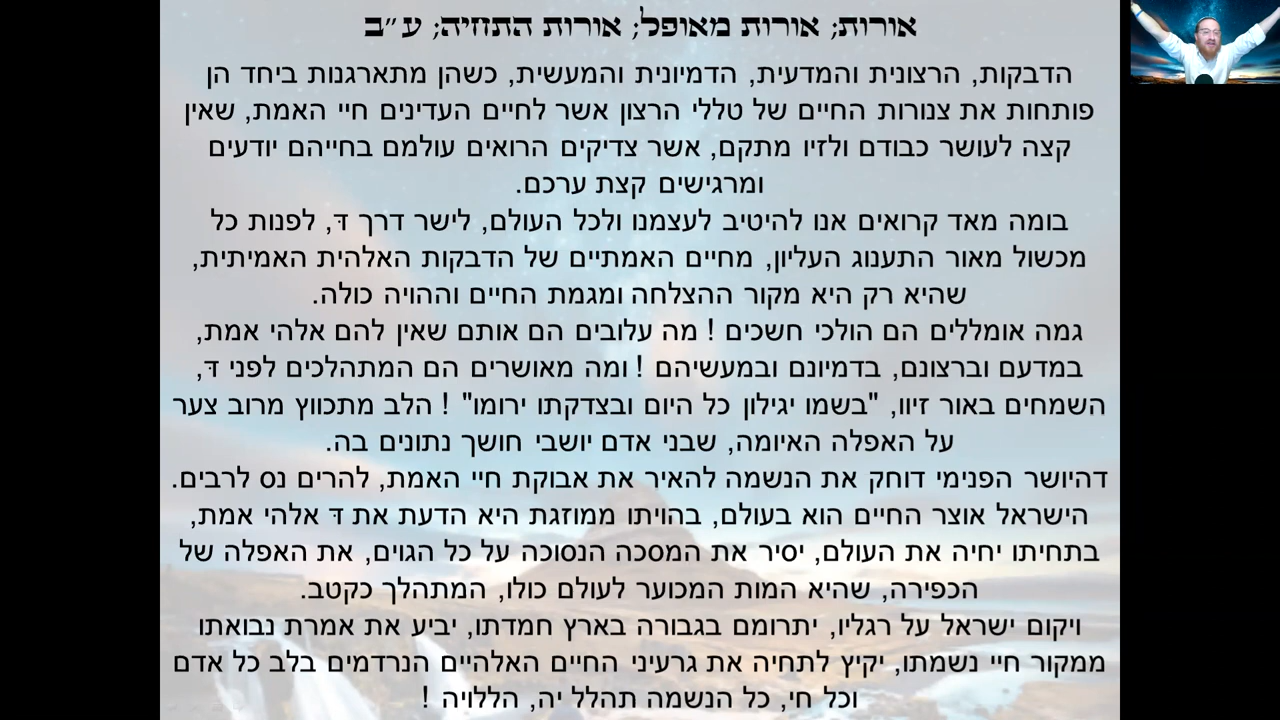 אורות; אורות מאופל; אורות התחיה; ע״ב
הדבקות, הרצונית והמדעית, הדמיונית והמעשית, כשהן מתארגנות ביחד הן
פותחות את צנורות החיים של טללי הרצון אשר לחיים העדינים חיי האמת, שאין
קצה לעושר כבודם ולזיו מתקם, אשר צדיקים הרואים עולמם בחייהם יודעים
ומרגישים קצת ערכם.
בומה מאד קרואים אנו להיטיב לעצמנו ולכל העולם, לישר דרך ד', לפנות כל
מכשול מאור התענוג העליון, מחיים האמתיים של הדבקות האלהית האמיתית,
שהיא רק היא מקור ההצלחה ומגמת החיים וההויה כולה.
גמה אומללים הם הולכי חשכים ! מה עלובים הם אותם שאין להם אלהי אמת,
במדעם וברצונם, בדמיונם ובמעשיהם ! ומה מאושרים הם המתהלכים לפני ד',
השמחים באור זיוו, "בשמו יגילון כל היום ובצדקתו ירומו" ! הלב מתכווץ מרוב צער
על האפלה האיומה, שבני אדם יושבי חושך נתונים בה.
דהיושר הפנימי דוחק את הנשמה להאיר את אבוקת חיי האמת, להרים נס לרבים.
הישראל אוצר החיים הוא בעולם, בהויתו ממוזגת היא הדעת את ד' אלהי אמת,
בתחיתו יחיה את העולם, יסיר את המסכה הנסוכה על כל הגוים, את האפלה של
הכפירה, שהיא המות המכוער לעולם כולו, המתהלך כקטב.
ויקום ישראל על רגליו, יתרומם בגבורה בארץ חמדתו, יביע את אמרת נבואתו
ממקור חיי נשמתו, יקיץ לתחיה את גרעיני החיים האלהיים הנרדמים בלב כל אדם
וכל חי, כל הנשמה תהלל יה, הללויה !